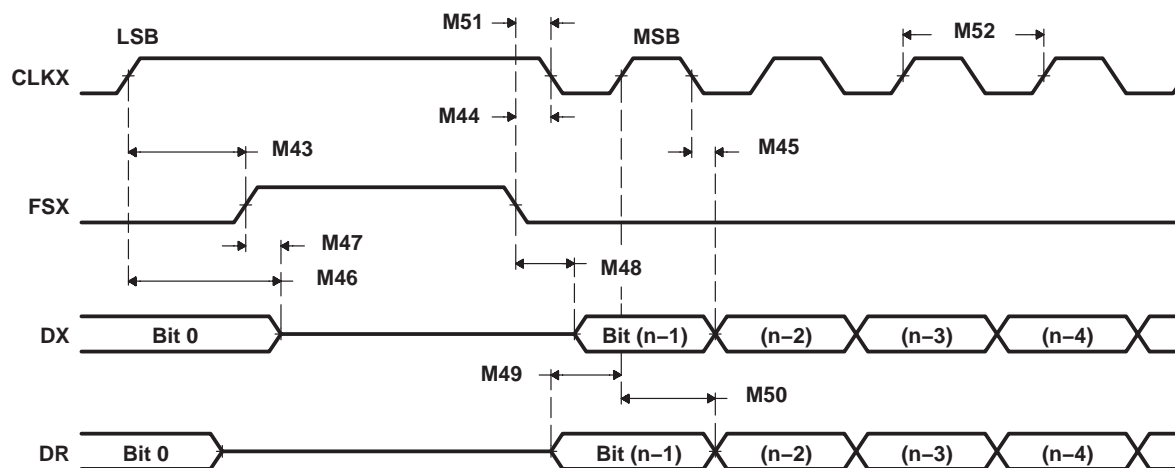 M51
LSB
MSB
M52
CLKX
M44
M43
M45
FSX
M47
M48
M46
DX
Bit 0
Bit (n–1)
(n–2)
(n–3)
(n–4)
M49
M50
DR
Bit 0
Bit (n–1)
(n–2)
(n–3)
(n–4)